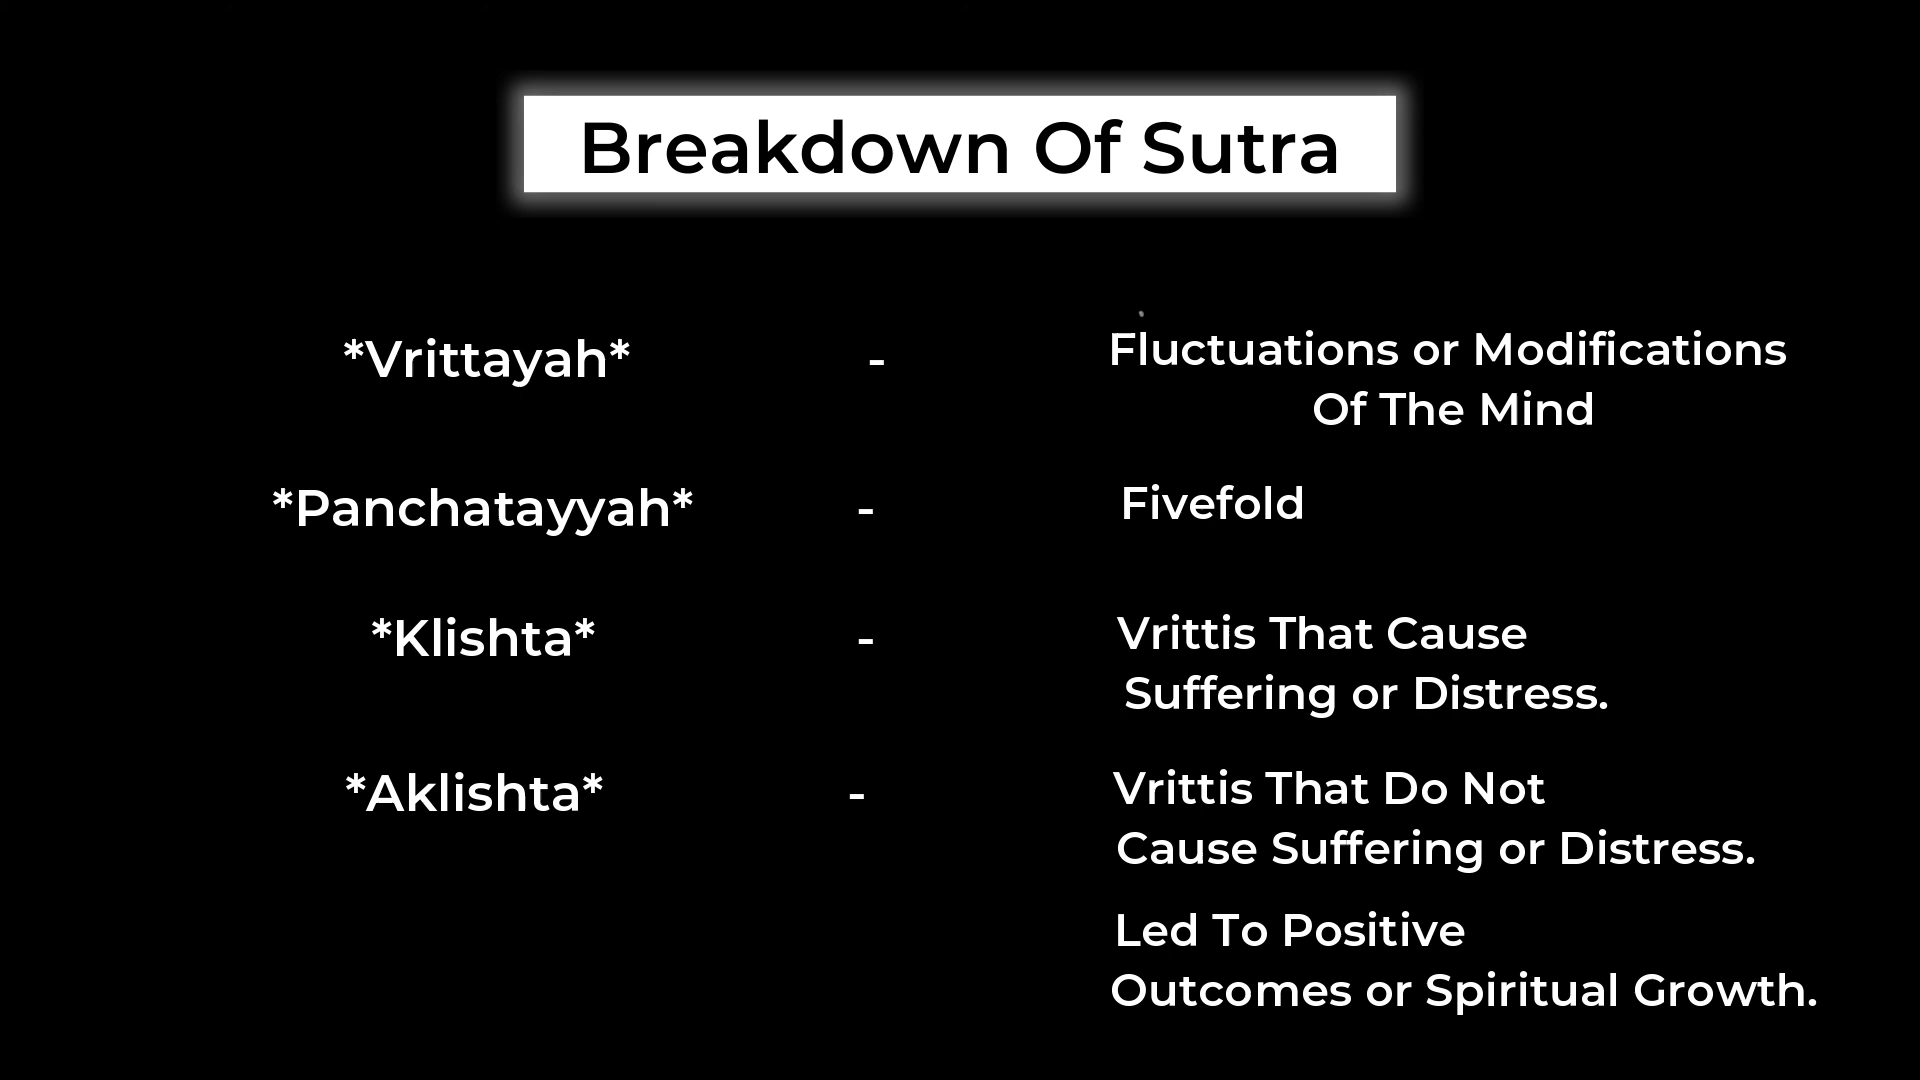 Breakdown Of Sutra
*Vrittayah* - Fluctuations or Modifications
Of The Mind
*Panchatayyah* - Fivefold
*Klishta* - Vrittis That Cause
Suffering or Distress.
*Aklishta* - Vrittis That Do Not
Cause Suffering or Distress.
Led To Positive
Outcomes or Spiritual Growth.